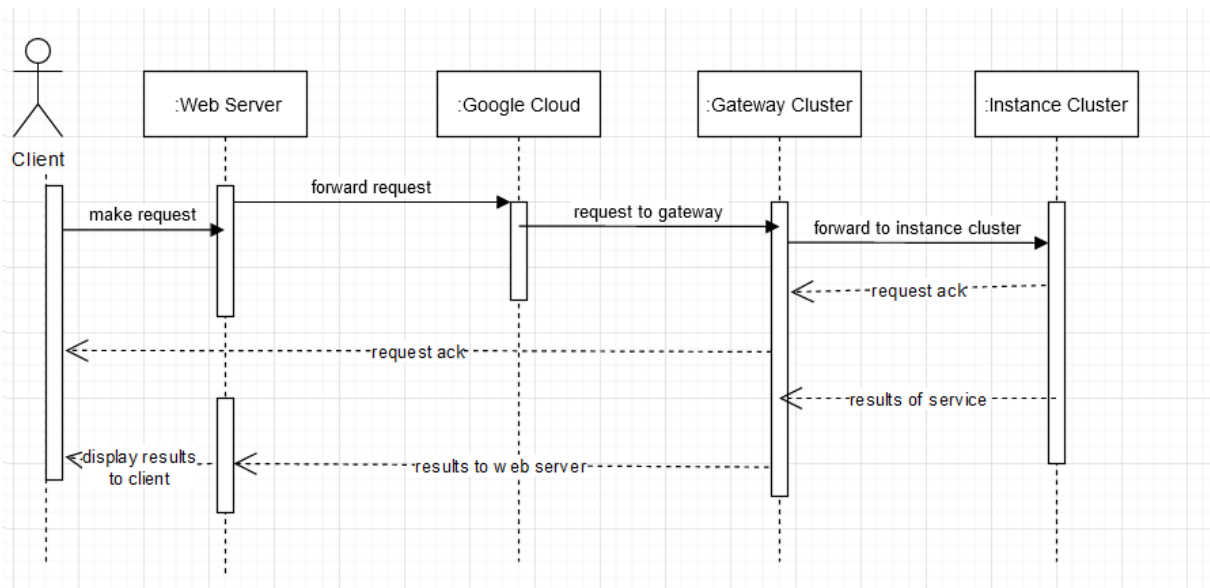 :Web Server
:Google Cloud
:Gateway Cluster
:Instance Cluster
Client
forward request
make request
request to gateway
forward to instance cluster
request ack
request ack
results of service
display results
to client
results to web server